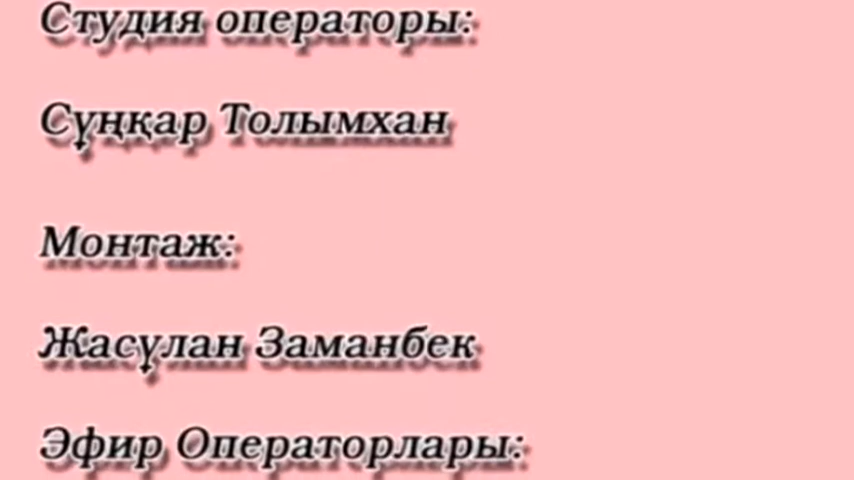 Студия операторы:
Сұңқар Толымхан
Монтаж:
Жасұлан Заманбек
Эфир Операторлары: